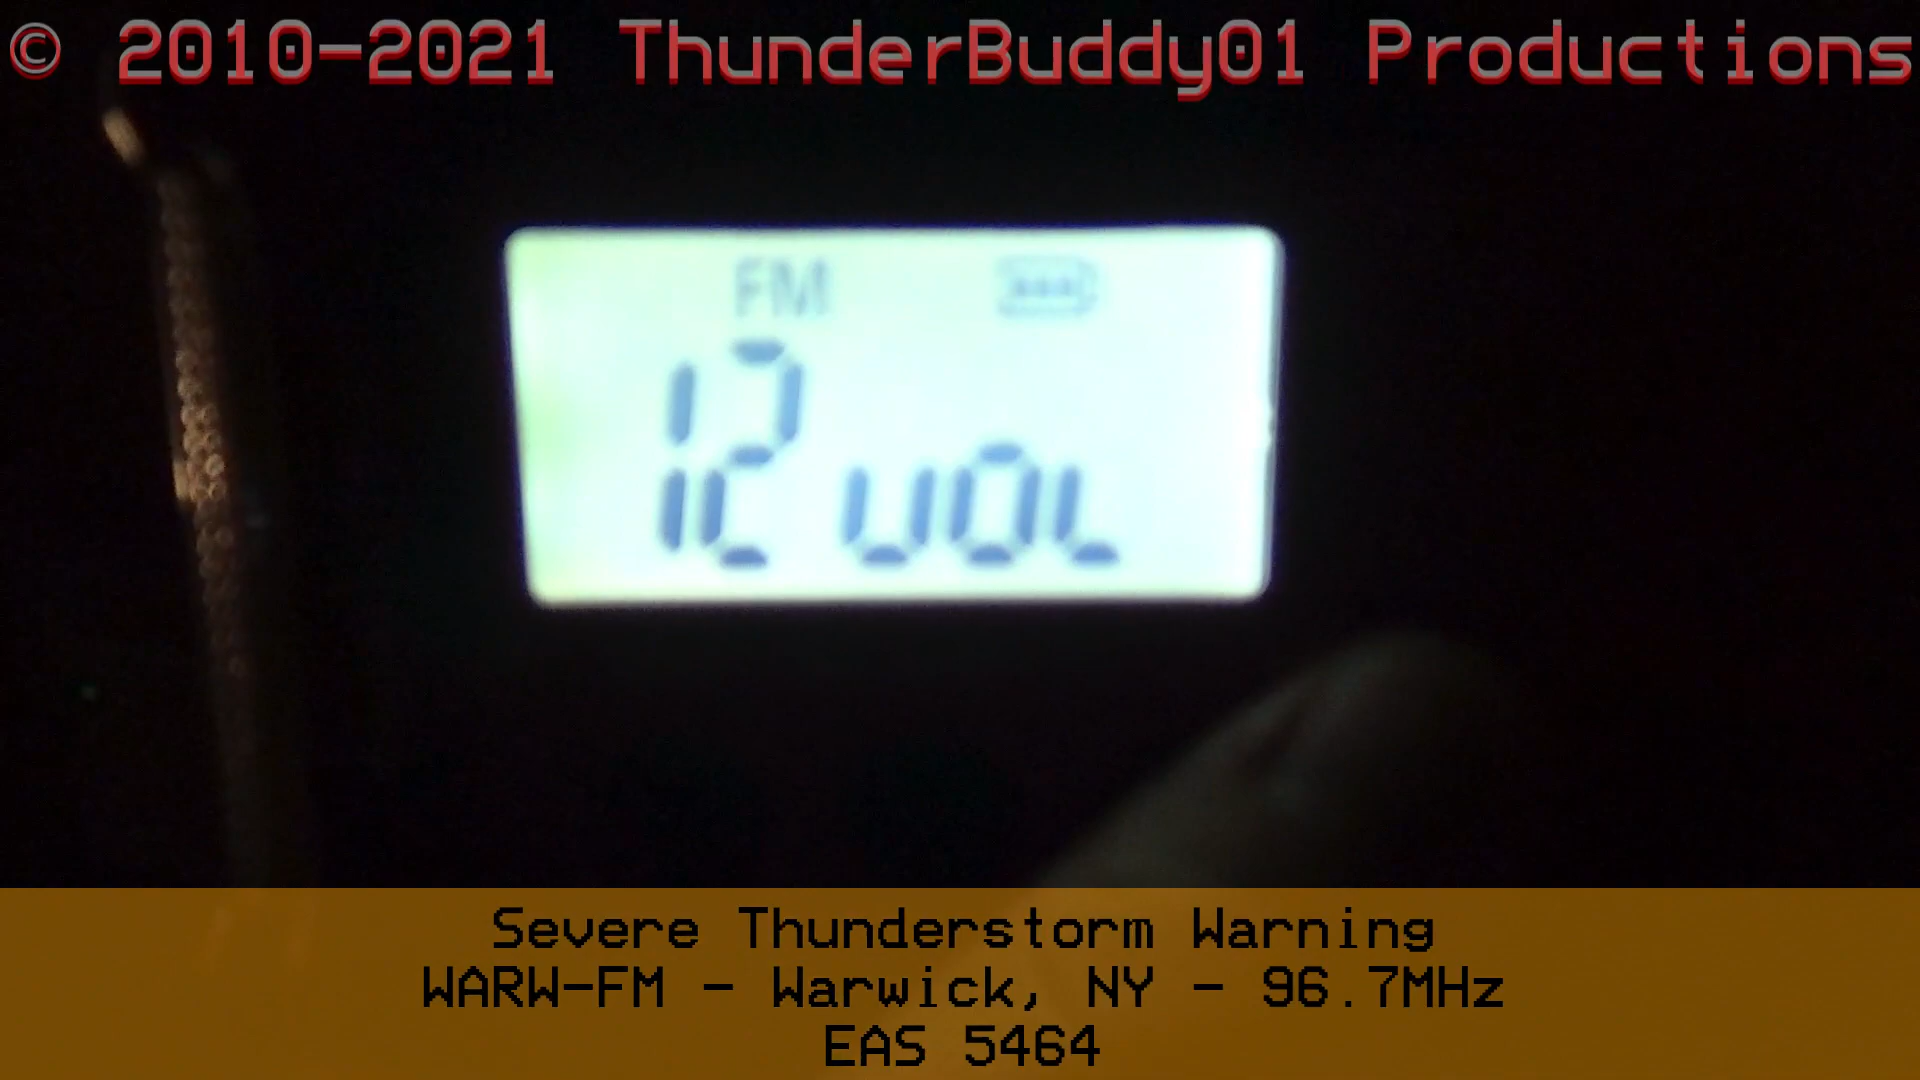 © 2010-2021 ThunderBuddy01 Productions
FM
12 VOL
Severe Thunderstorm Warning
WARW-FM - Warwick, NY - 96.7MHz
EAS 5464